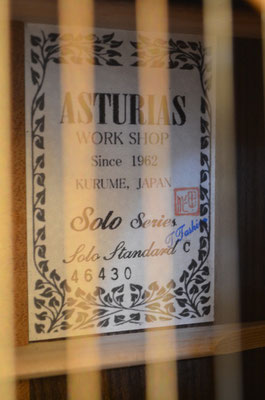 ASTURIAS
WORK SHOP
Since 1962
KURUME, JAPAN
Solo Series
Solo Standard C
46430